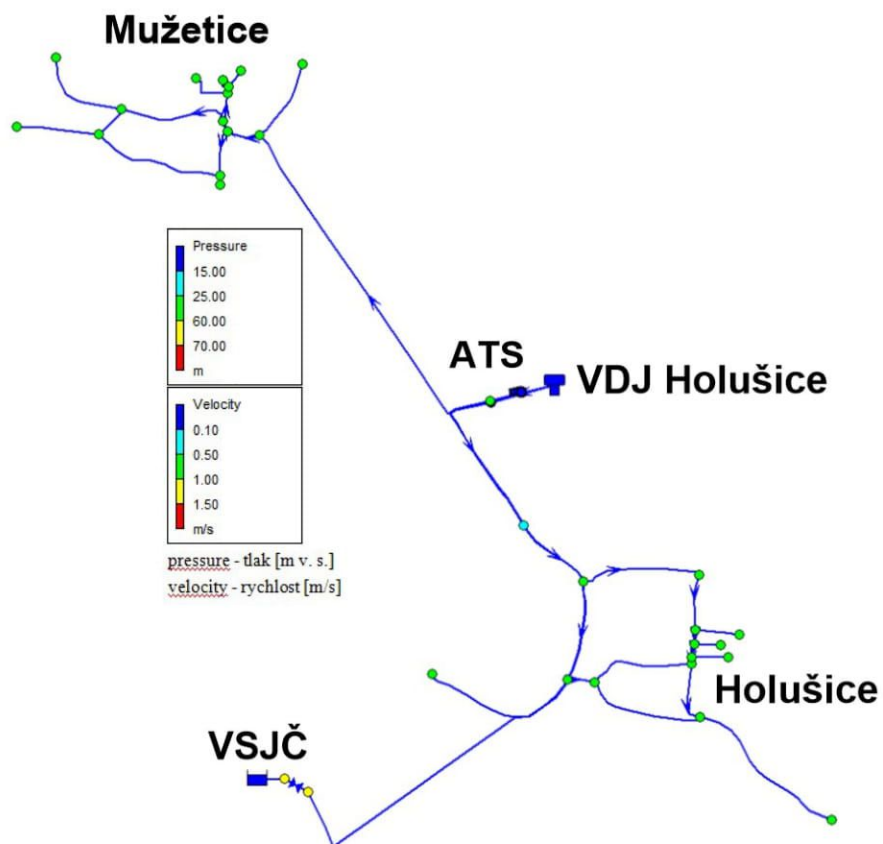 Mužetice
Pressure
15.00
25.00
60.00
70.00
m
ATS
VDJ Holušice
Velocity
0.10
0.50
1.00
1.50
m/s
pressure - tlak [m v. s.]
velocity - rychlost [m/s]
Holušice
VSJČ